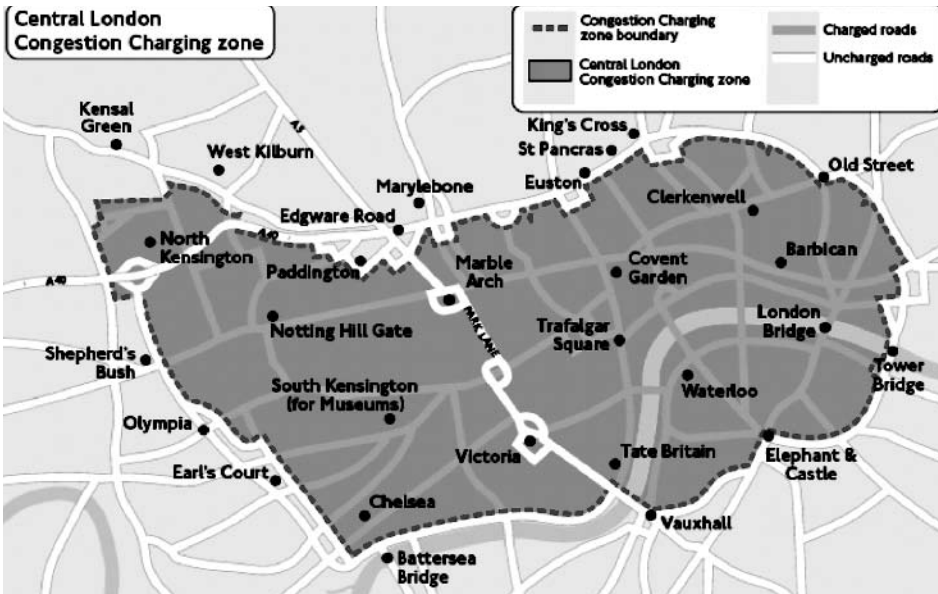 Central London
Congestion Charging zone
Congestion Charging
zone boundary
Central London
Congestion Charging zone
Charged roads
Uncharged roads
Kensal
Green
A5
King's Cross
West Kilburn
St Pancras
Old Street
Marylebone
Euston
Clerkenwell
Edgware Road
A40
North
Kensington
Barbican
Paddington
Marble
Arch
Covent
Garden
A40
PARK LANE
London
Bridge
Notting Hill Gate
Trafalgar
Square
Shepherd's
Bush
Tower
Bridge
South Kensington
(for Museums)
Waterloo
Olympia
Victoria
Tate Britain
Elephant &
Castle
Earl's Court
Chelsea
Vauxhall
Battersea
Bridge